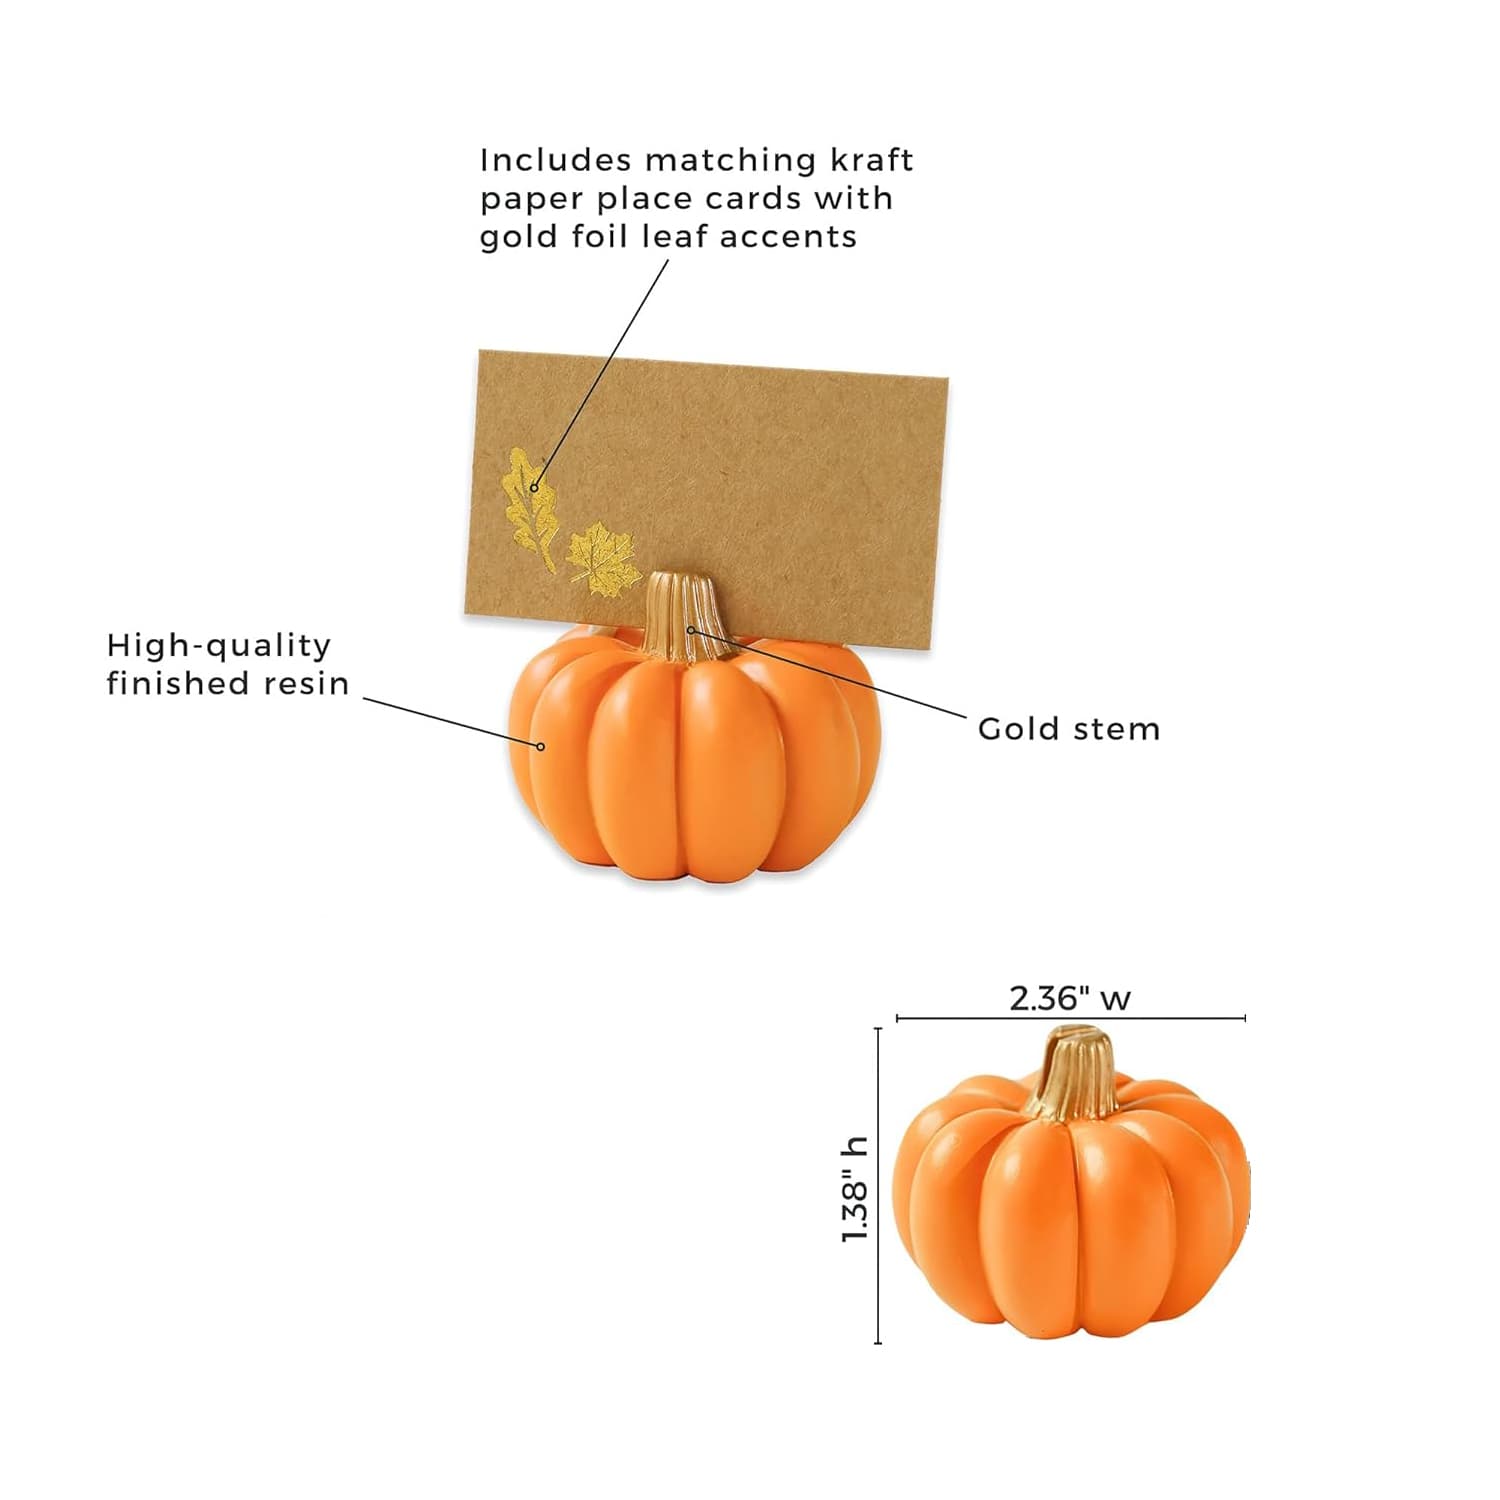 Includes matching kraft
paper place cards with
gold foil leaf accents
High-quality
finished resin
Gold stem
2.36" w
1.38" h